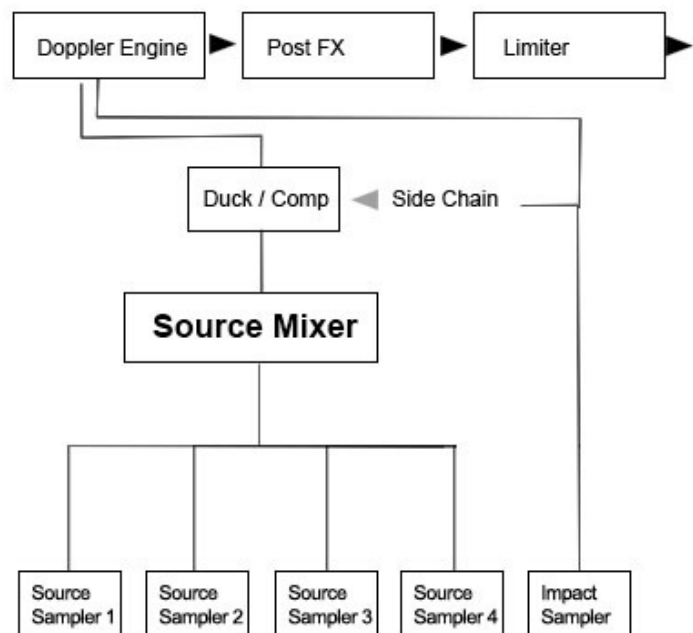 Doppler Engine
Post FX
Limiter
Duck / Comp
Side Chain
Source Mixer
Source
Sampler 1
Source
Sampler 2
Source
Sampler 3
Source
Sampler 4
Impact
Sampler